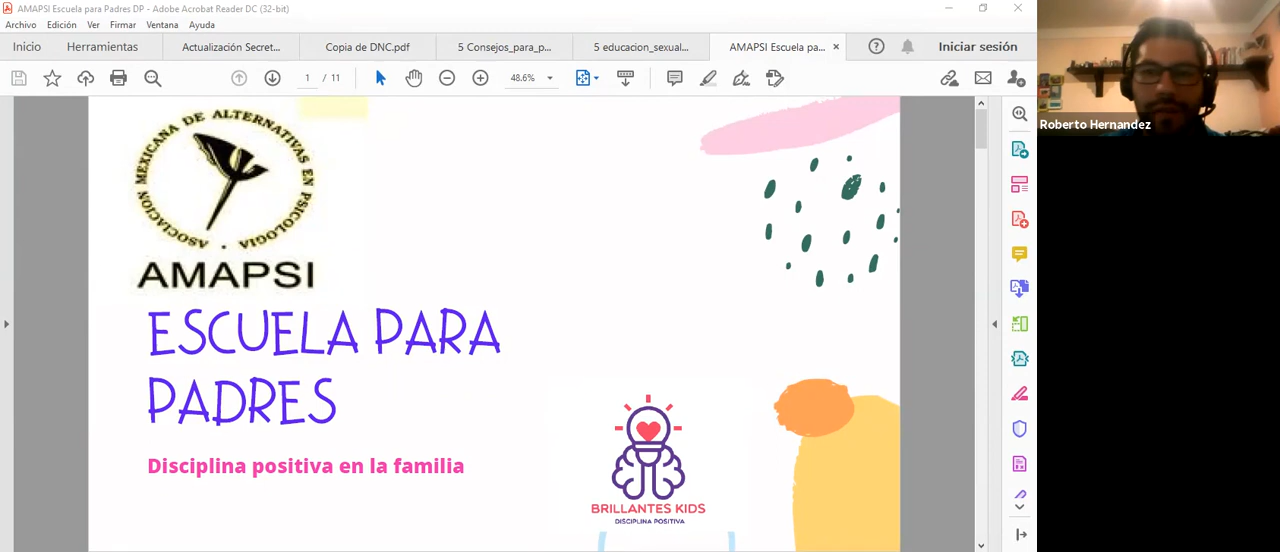 AMAPSI Escuela para Padres DP - Adobe Acrobat Reader DC (32-bit)
Archivo Edición Ver Firmar Ventana Ayuda
Inicio Herramientas Actualización Secret... Copia de DNC.pdf 5 Consejos_para_p... 5 educacion_sexual... AMAPSI Escuela pa... × ? Iniciar sesión
1 / 11 48.6%
Roberto Hernandez
ASOCIACION MEXICANA DE ALTERNATIVAS EN PSICOLOGIA
AMAPSI
ESCUELA PARA
PADRES
Disciplina positiva en la familia
BRILLANTES KIDS
DISCIPLINA POSITIVA